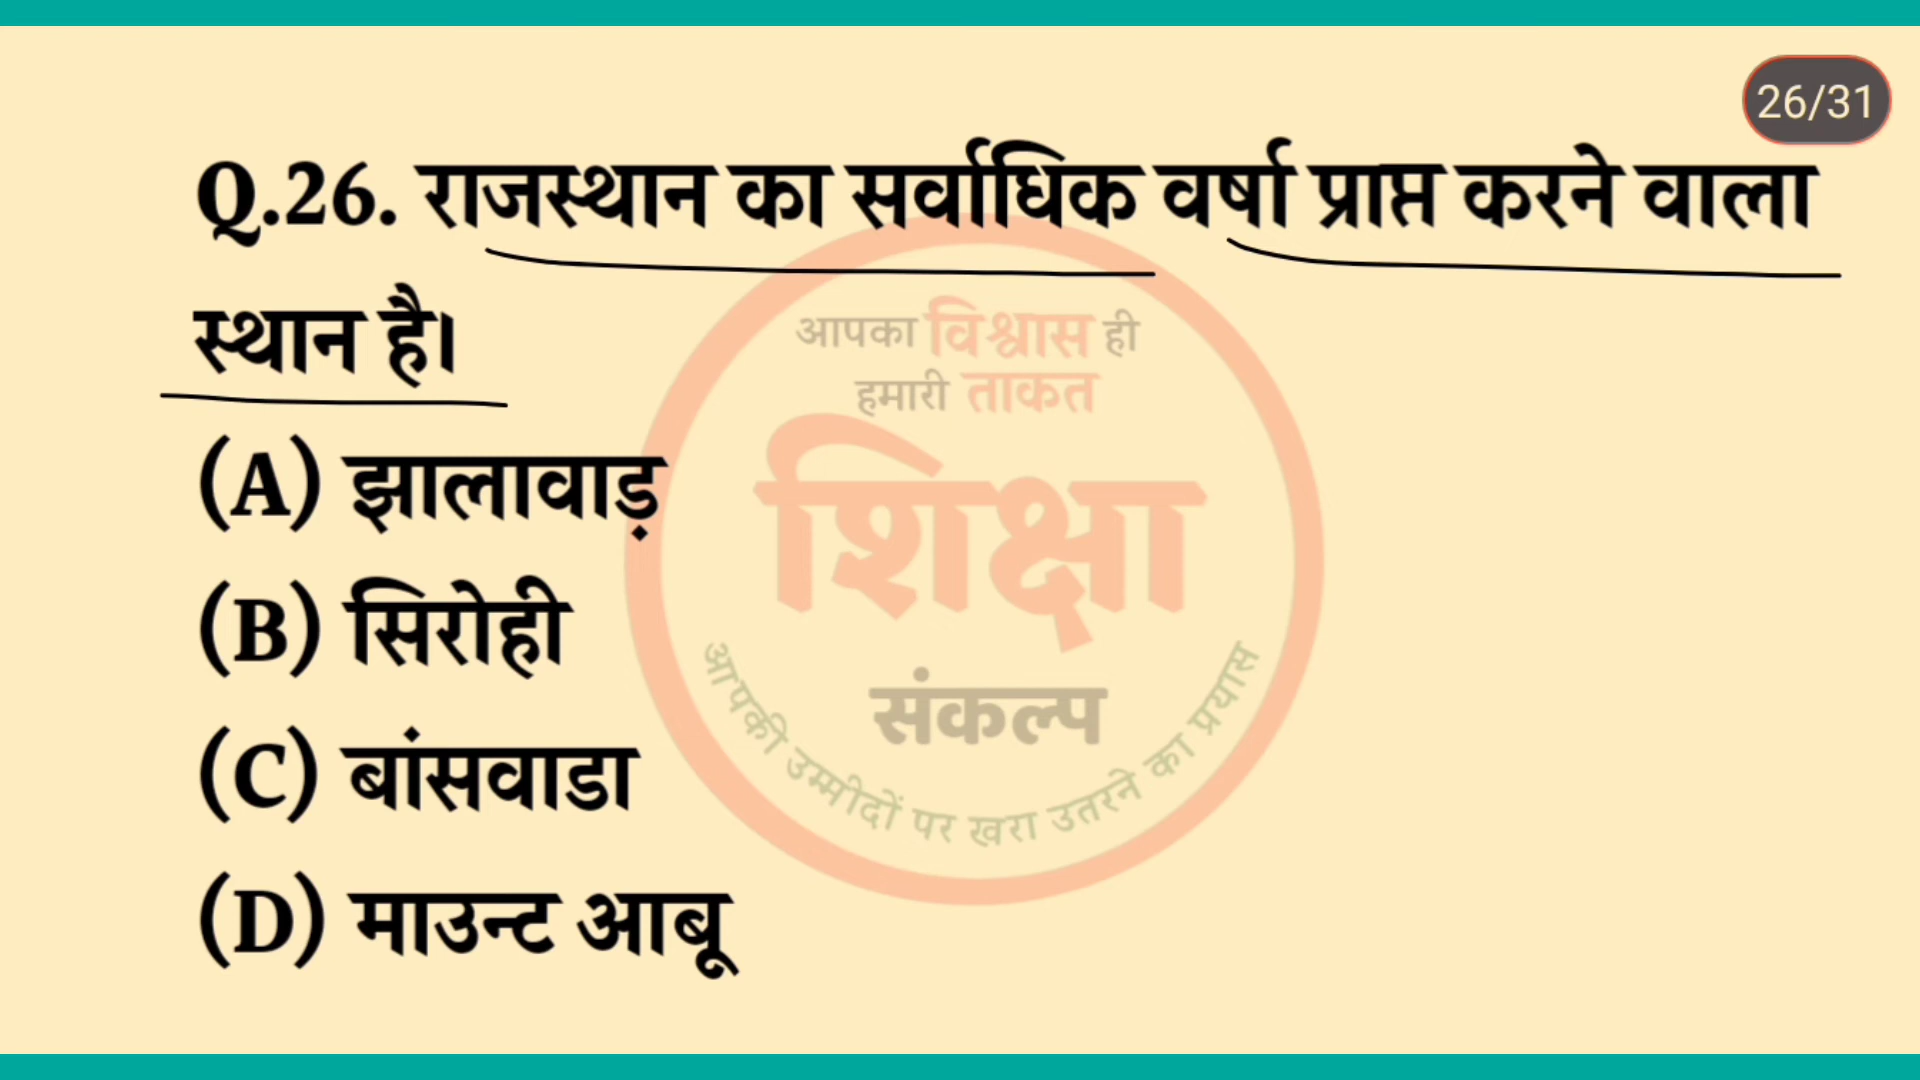 26/31
Q.26. राजस्थान का सर्वाधिक वर्षा प्राप्त करने वाला
स्थान है।
आपका विश्वास ही
हमारी ताकत
(A) झालावाड़
शिक्षा
(B) सिरोही
संकल्प
(C) बांसवाडा
आपकी उम्मीदों पर खरा उतरने का प्रयास
(D) माउन्ट आबू